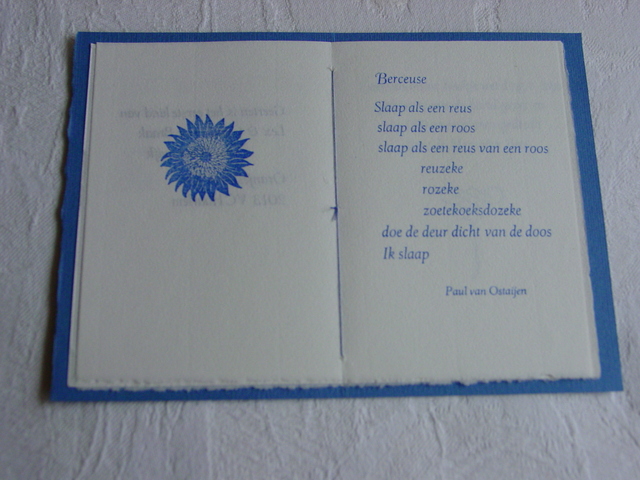 Berceuse
Slaap als een reus
slaap als een roos
slaap als een reus van een roos
reuzeke
rozeke
zoetekoeksdozeke
doe de deur dicht van de doos
Ik slaap
Paul van Ostaijen